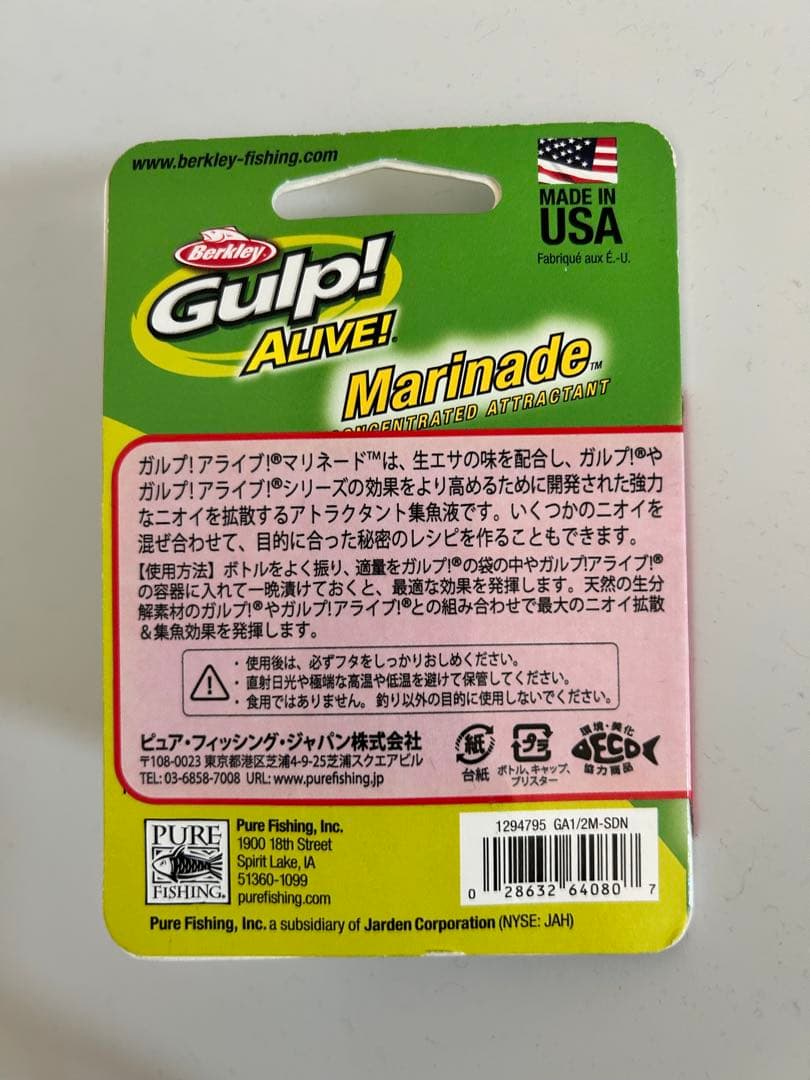 www.berkley-fishing.com
MADE IN
USA
Fabriqué aux É.-U.
Berkley
Gulp!
ALIVE!
Marinade™
CONCENTRATED ATTRACTANT
ガルプ!アライブ!®マリネード™は、生エサの味を配合し、ガルプ!®や
ガルプ!アライブ!®シリーズの効果をより高めるために開発された強力
なニオイを拡散するアトラクタント集魚液です。いくつかのニオイを
混ぜ合わせて、目的に合った秘密のレシピを作ることもできます。
【使用方法】ボトルをよく振り、適量をガルプ!®の袋の中やガルプ!アライブ!®
の容器に入れて一晩漬けておくと、最適な効果を発揮します。天然の生分
解素材のガルプ!®やガルプ!アライブ!®との組み合わせで最大のニオイ拡散
&集魚効果を発揮します。
・使用後は、必ずフタをしっかりおしめください。
・直射日光や極端な高温や低温を避けて保管してください。
・食用ではありません。釣り以外の目的に使用しないでください。
ピュア・フィッシング・ジャパン株式会社
〒108-0023 東京都港区芝浦4-9-25芝浦スクエアビル
TEL: 03-6858-7008 URL: www.purefishing.jp
紙
台紙
プラ
ボトル、キャップ、
ブリスター
環境・美化
ECO
協力商品
PURE
FISHING®
Pure Fishing, Inc.
1900 18th Street
Spirit Lake, IA
51360-1099
purefishing.com
1294795 GA1/2M-SDN
0 28632 64080 7
Pure Fishing, Inc. a subsidiary of Jarden Corporation (NYSE: JAH)